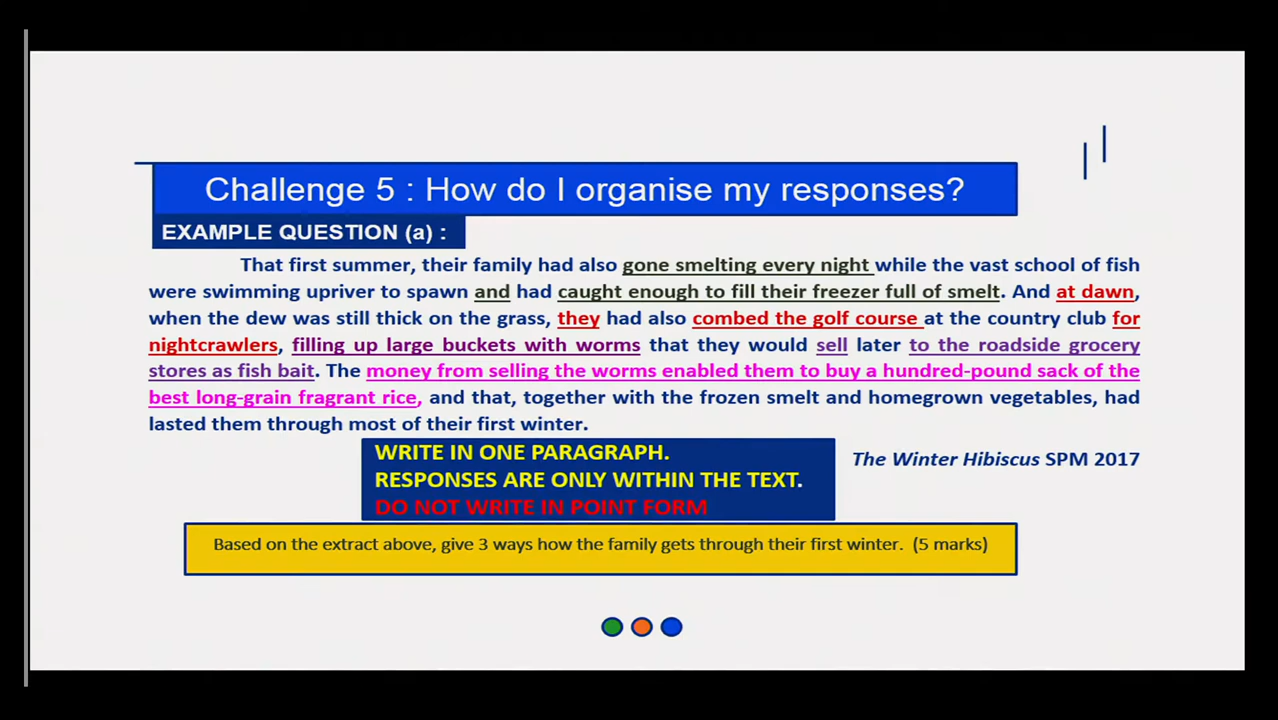 Challenge 5 : How do I organise my responses?
EXAMPLE QUESTION (a) :
That first summer, their family had also gone smelting every night while the vast school of fish
were swimming upriver to spawn and had caught enough to fill their freezer full of smelt. And at dawn,
when the dew was still thick on the grass, they had also combed the golf course at the country club for
nightcrawlers, filling up large buckets with worms that they would sell later to the roadside grocery
stores as fish bait. The money from selling the worms enabled them to buy a hundred-pound sack of the
best long-grain fragrant rice, and that, together with the frozen smelt and homegrown vegetables, had
lasted them through most of their first winter.
WRITE IN ONE PARAGRAPH.
RESPONSES ARE ONLY WITHIN THE TEXT.
DO NOT WRITE IN POINT FORM
The Winter Hibiscus SPM 2017
Based on the extract above, give 3 ways how the family gets through their first winter. (5 marks)